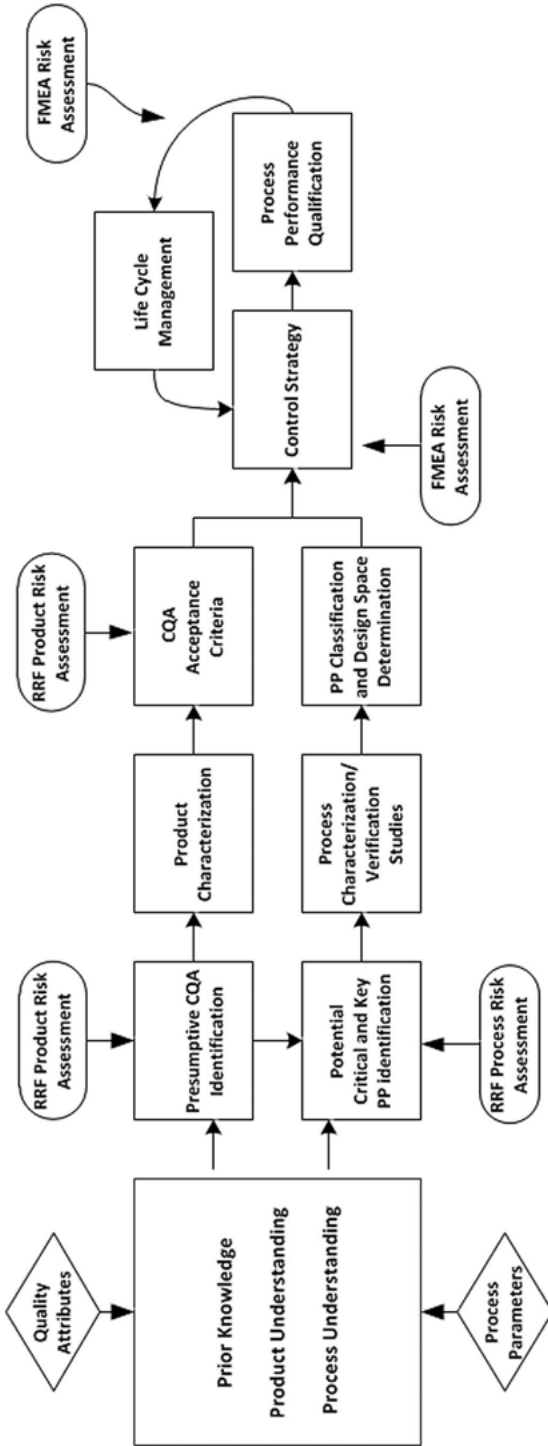 Quality
Attributes
Prior Knowledge
Product Understanding
Process Understanding
Process
Parameters
RRF Product Risk
Assessment
Presumptive CQA
Identification
Potential
Critical and Key
PP identification
RRF Process Risk
Assessment
Product
Characterization
Process
Characterization/
Verification
Studies
RRF Product Risk
Assessment
CQA
Acceptance
Criteria
PP Classification
and Design Space
Determination
Life Cycle
Management
Control Strategy
FMEA Risk
Assessment
Process
Performance
Qualification
FMEA Risk
Assessment